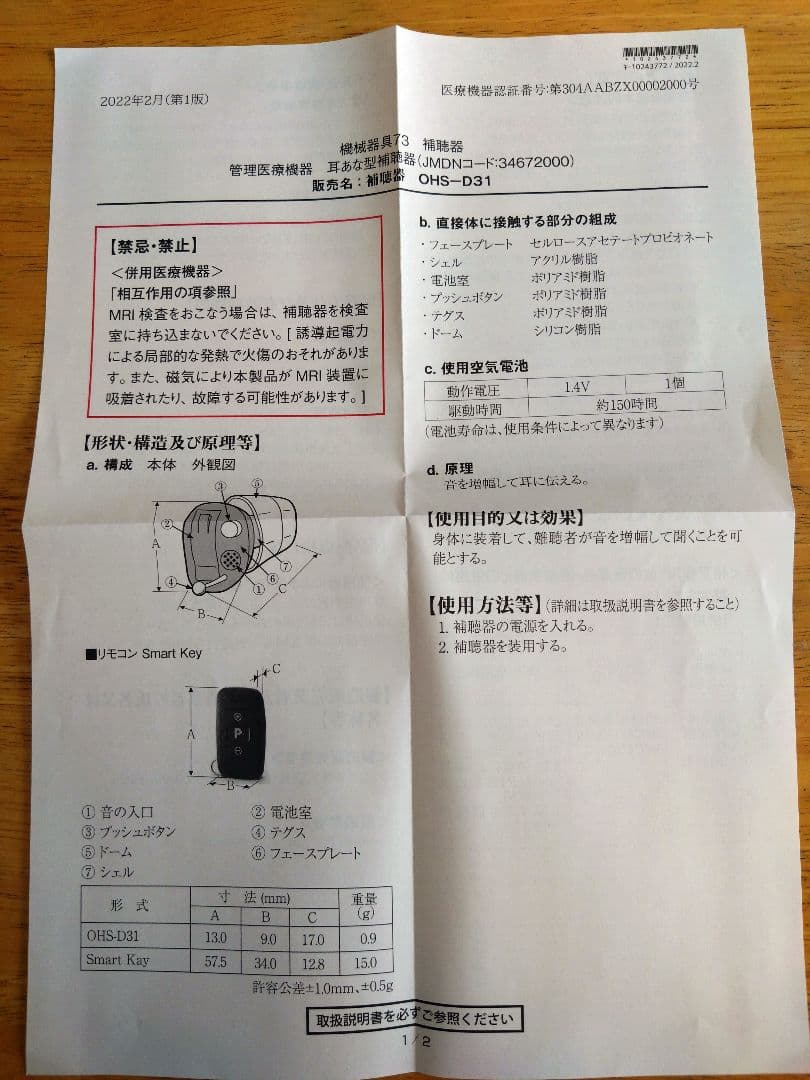 *10243772*
キ-10243772 / 2022.2
2022年2月(第1版)
医療機器認証番号:第304AABZX00002000号
機械器具73 補聴器
管理医療機器 耳あな型補聴器(JMDNコード:34672000)
販売名:補聴器 OHS-D31
【禁忌・禁止】
<併用医療機器>
「相互作用の項参照」
MRI 検査をおこなう場合は、補聴器を検査
室に持ち込まないでください。[ 誘導起電力
による局部的な発熱で火傷のおそれがありま
す。また、磁気により本製品が MRI 装置に
吸着されたり、故障する可能性があります。]
【形状・構造及び原理等】
a. 構成 本体 外観図
③ ⑤
②
A
④
B
① ⑥ ⑦
C
■リモコン Smart Key
C
A
P
B
① 音の入口 ② 電池室
③ プッシュボタン ④ テグス
⑤ ドーム ⑥ フェースプレート
⑦ シェル
形 式 寸 法 (mm) 重量
A B C (g)
OHS-D31 13.0 9.0 17.0 0.9
Smart Kay 57.5 34.0 12.8 15.0
許容公差±1.0mm、±0.5g
b. 直接体に接触する部分の組成
・フェースプレート セルロースアセテートプロピオネート
・シェル アクリル樹脂
・電池室 ポリアミド樹脂
・プッシュボタン ポリアミド樹脂
・テグス ポリアミド樹脂
・ドーム シリコン樹脂
c. 使用空気電池
動作電圧 1.4V 1個
駆動時間 約150時間
(電池寿命は、使用条件によって異なります)
d. 原理
音を増幅して耳に伝える。
【使用目的又は効果】
身体に装着して、難聴者が音を増幅して聞くことを可
能とする。
【使用方法等】(詳細は取扱説明書を参照すること)
1. 補聴器の電源を入れる。
2. 補聴器を装用する。
取扱説明書を必ずご参照ください
1 / 2